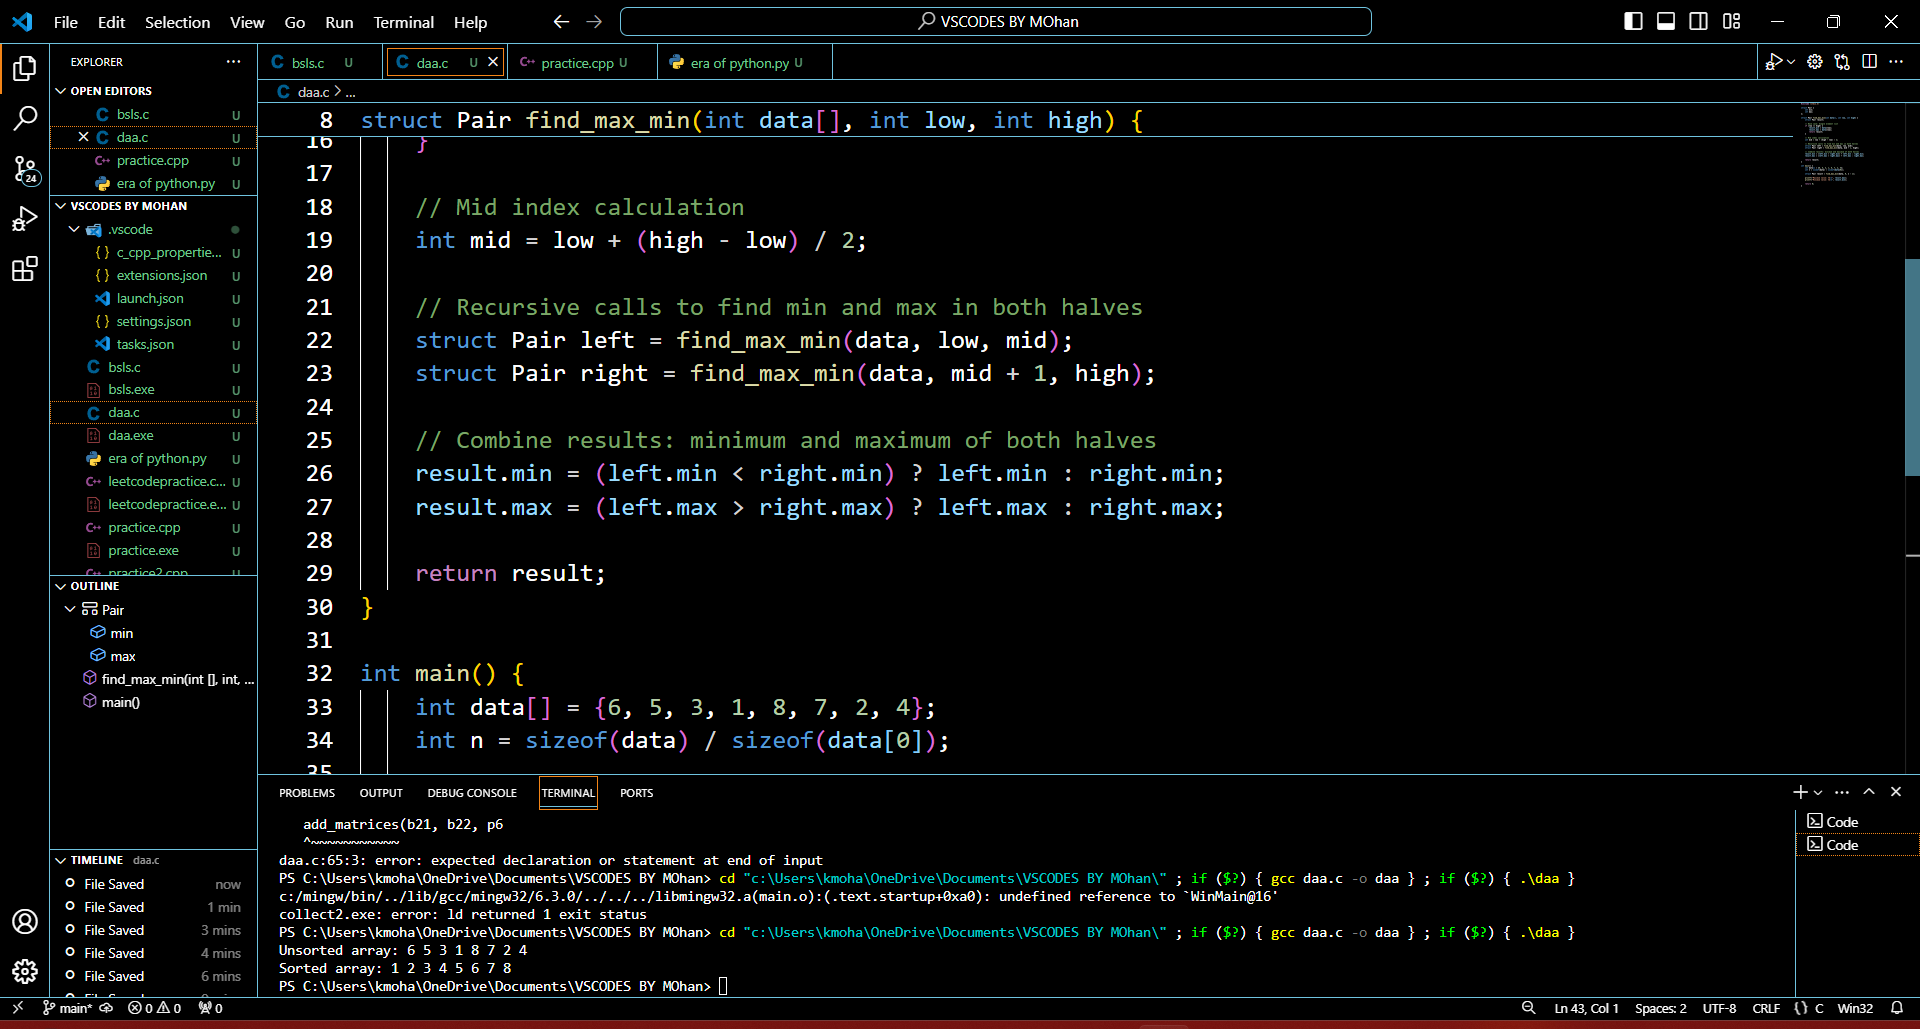 File Edit Selection View Go Run Terminal Help
VSCODES BY MOhan
EXPLORER
OPEN EDITORS
bsls.c U
daa.c U
practice.cpp U
era of python.py U
VSCODES BY MOHAN
.vscode
c_cpp_propertie... U
extensions.json U
launch.json U
settings.json U
tasks.json U
bsls.c U
bsls.exe U
daa.c U
daa.exe U
era of python.py U
leetcodepractice.c... U
leetcodepractice.e... U
practice.cpp U
practice.exe U
practice2.cpp U
OUTLINE
Pair
min
max
find_max_min(int [], int, ...
main()
TIMELINE daa.c
File Saved now
File Saved 1 min
File Saved 3 mins
File Saved 4 mins
File Saved 6 mins
24
bsls.c U daa.c U practice.cpp U era of python.py U
daa.c > ...
8 struct Pair find_max_min(int data[], int low, int high) {
16 }
17
18 // Mid index calculation
19 int mid = low + (high - low) / 2;
20
21 // Recursive calls to find min and max in both halves
22 struct Pair left = find_max_min(data, low, mid);
23 struct Pair right = find_max_min(data, mid + 1, high);
24
25 // Combine results: minimum and maximum of both halves
26 result.min = (left.min < right.min) ? left.min : right.min;
27 result.max = (left.max > right.max) ? left.max : right.max;
28
29 return result;
30 }
31
32 int main() {
33 int data[] = {6, 5, 3, 1, 8, 7, 2, 4};
34 int n = sizeof(data) / sizeof(data[0]);
35
PROBLEMS OUTPUT DEBUG CONSOLE TERMINAL PORTS
add_matrices(b21, b22, p6
^~~~~~~~~~~~
daa.c:65:3: error: expected declaration or statement at end of input
PS C:\Users\kmoha\OneDrive\Documents\VSCODES BY MOhan> cd "c:\Users\kmoha\OneDrive\Documents\VSCODES BY MOhan\" ; if ($?) { gcc daa.c -o daa } ; if ($?) { .\daa }
c:/mingw/bin/../lib/gcc/mingw32/6.3.0/../../../libmingw32.a(main.o):(.text.startup+0xa0): undefined reference to `WinMain@16'
collect2.exe: error: ld returned 1 exit status
PS C:\Users\kmoha\OneDrive\Documents\VSCODES BY MOhan> cd "c:\Users\kmoha\OneDrive\Documents\VSCODES BY MOhan\" ; if ($?) { gcc daa.c -o daa } ; if ($?) { .\daa }
Unsorted array: 6 5 3 1 8 7 2 4
Sorted array: 1 2 3 4 5 6 7 8
PS C:\Users\kmoha\OneDrive\Documents\VSCODES BY MOhan>
Code
Code
main* 0 0 0 Ln 43, Col 1 Spaces: 2 UTF-8 CRLF {} C Win32